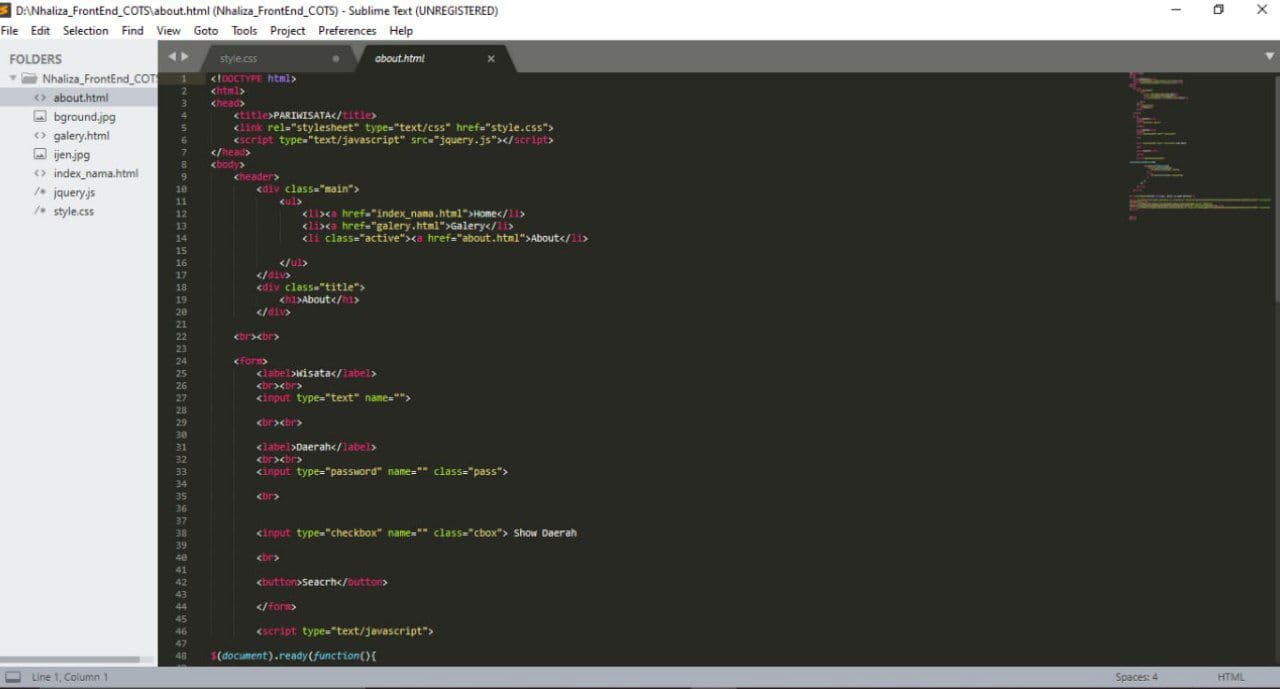 D:\Nhaliza_FrontEnd_COTS\about.html (Nhaliza_FrontEnd_COTS) - Sublime Text (UNREGISTERED)
File Edit Selection Find View Goto Tools Project Preferences Help
FOLDERS
Nhaliza_FrontEnd_COTS
about.html
bground.jpg
galery.html
ijen.jpg
index_nama.html
jquery.js
style.css
style.css about.html
1 <!DOCTYPE html>
2 <html>
3 <head>
4 <title>PARIWISATA</title>
5 <link rel="stylesheet" type="text/css" href="style.css">
6 <script type="text/javascript" src="jquery.js"></script>
7 </head>
8 <body>
9 <header>
10 <div class="main">
11 <ul>
12 <li><a href="index_nama.html">Home</li>
13 <li><a href="galery.html">Galery</li>
14 <li class="active"><a href="about.html">About</li>
15
16 </ul>
17 </div>
18 <div class="title">
19 <h1>About</h1>
20 </div>
21
22 <br><br>
23
24 <form>
25 <label>Wisata</label>
26 <br><br>
27 <input type="text" name="">
28
29 <br><br>
30
31 <label>Daerah</label>
32 <br><br>
33 <input type="password" name="" class="pass">
34
35 <br>
36
37
38 <input type="checkbox" name="" class="cbox"> Show Daerah
39
40 <br>
41
42 <button>Seacrh</button>
43
44 </form>
45
46 <script type="text/javascript">
47
48 $(document).ready(function(){
Line 1, Column 1 Spaces: 4 HTML